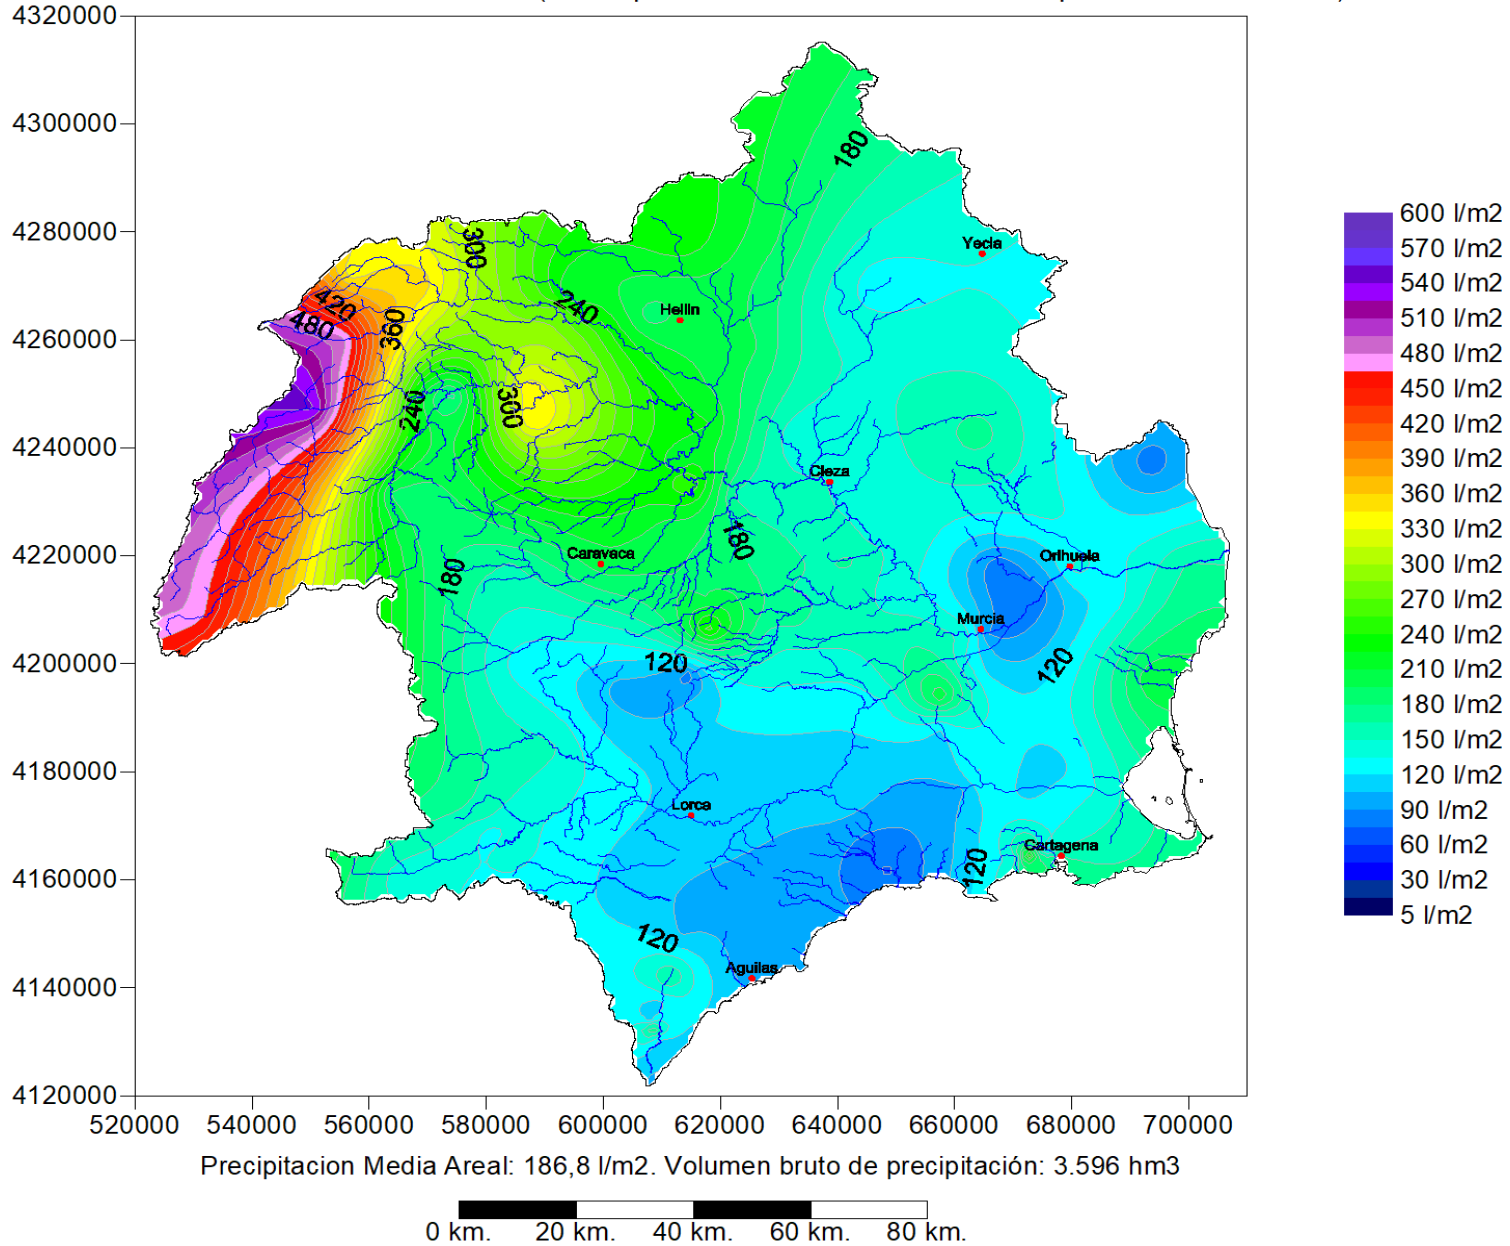 4320000
4300000
4280000
4260000
4240000
4220000
4200000
4180000
4160000
4140000
4120000
520000 540000 560000 580000 600000 620000 640000 660000 680000 700000
180
300
Yecla
420
480
360
240
Hellin
240
300
Cieza
180
Caravaca
Orihuela
180
Murcia
120
120
Lorca
Cartagena
120
120
Aguilas
600 l/m2
570 l/m2
540 l/m2
510 l/m2
480 l/m2
450 l/m2
420 l/m2
390 l/m2
360 l/m2
330 l/m2
300 l/m2
270 l/m2
240 l/m2
210 l/m2
180 l/m2
150 l/m2
120 l/m2
90 l/m2
60 l/m2
30 l/m2
5 l/m2
Precipitacion Media Areal: 186,8 l/m2. Volumen bruto de precipitación: 3.596 hm3
0 km. 20 km. 40 km. 60 km. 80 km.